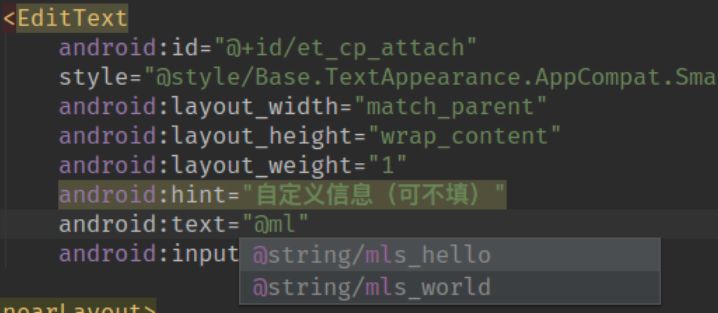 <EditText
android:id="@+id/et_cp_attach"
style="@style/Base.TextAppearance.AppCompat.Sma
android:layout_width="match_parent"
android:layout_height="wrap_content"
android:layout_weight="1"
android:hint="自定义信息（可不填）"
android:text="@ml"
android:input
@string/mls_hello
@string/mls_world
nearLayout>